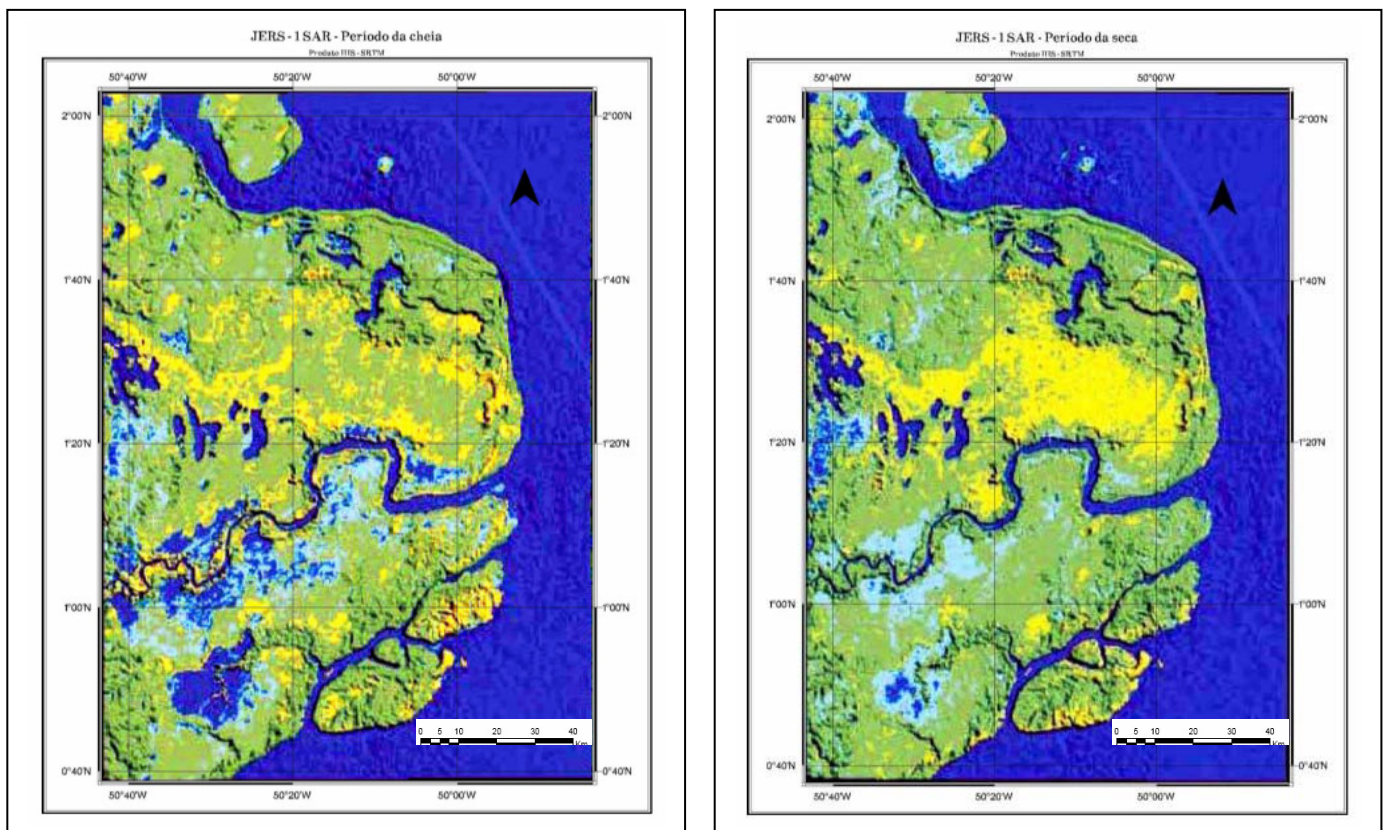 JERS - 1 SAR - Período da cheia
Produto IHS - SRTM
50°40'W 50°20'W 50°00'W
2°00'N 2°00'N
1°40'N 1°40'N
1°20'N 1°20'N
1°00'N 1°00'N
0°40'N 0°40'N
0 5 10 20 30 40
Km
50°40'W 50°20'W 50°00'W
JERS - 1 SAR - Período da seca
Produto IHS - SRTM
50°40'W 50°20'W 50°00'W
2°00'N 2°00'N
1°40'N 1°40'N
1°20'N 1°20'N
1°00'N 1°00'N
0°40'N 0°40'N
0 5 10 20 30 40
Km
50°40'W 50°20'W 50°00'W